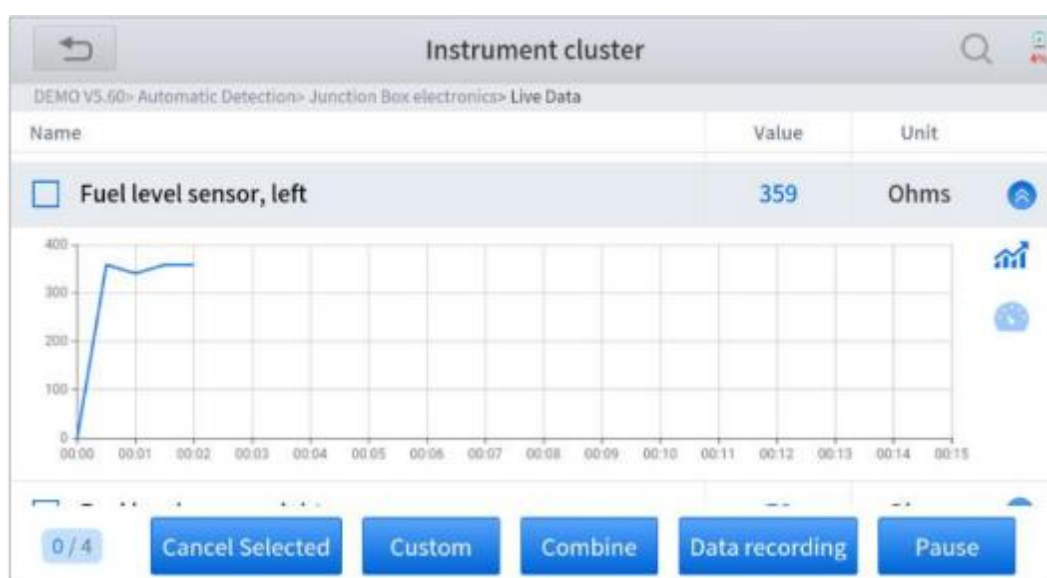 Instrument cluster
4%
DEMO V5.60> Automatic Detection> Junction Box electronics> Live Data
Name Value Unit
Fuel level sensor, left 359 Ohms
400
300
200
100
0
00:00 00:01 00:02 00:03 00:04 00:05 00:06 00:07 00:08 00:09 00:10 00:11 00:12 00:13 00:14 00:15
0 / 4 Cancel Selected Custom Combine Data recording Pause